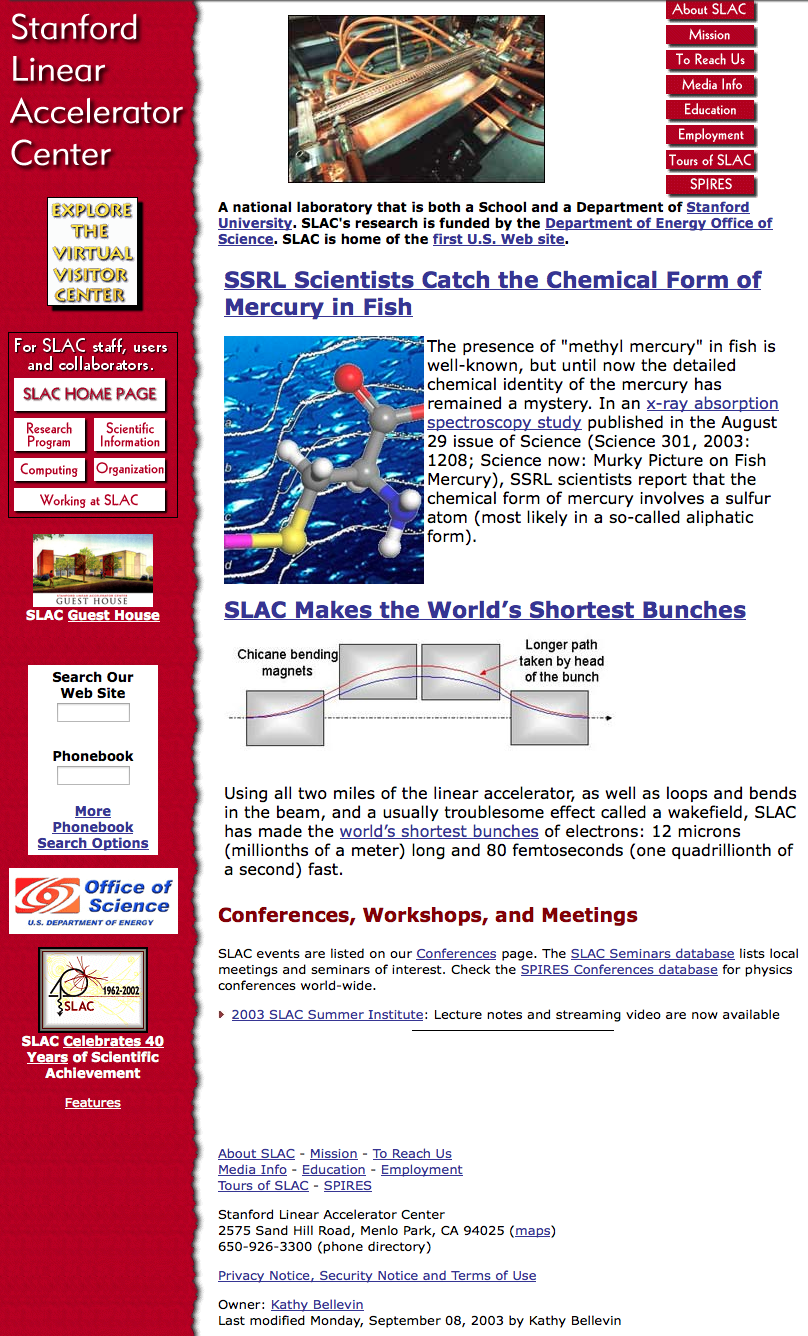 Stanford
Linear
Accelerator
Center
EXPLORE
THE
VIRTUAL
VISITOR
CENTER
For SLAC staff, users
and collaborators.
SLAC HOME PAGE
Research
Program
Scientific
Information
Computing
Organization
Working at SLAC
GUEST HOUSE
SLAC Guest House
Search Our
Web Site
Phonebook
More
Phonebook
Search Options
Office of
Science
U.S. DEPARTMENT OF ENERGY
1962-2002
SLAC
SLAC Celebrates 40
Years of Scientific
Achievement
Features
About SLAC
Mission
To Reach Us
Media Info
Education
Employment
Tours of SLAC
SPIRES
A national laboratory that is both a School and a Department of Stanford
University. SLAC's research is funded by the Department of Energy Office of
Science. SLAC is home of the first U.S. Web site.
SSRL Scientists Catch the Chemical Form of
Mercury in Fish
a
b
c
d
The presence of "methyl mercury" in fish is
well-known, but until now the detailed
chemical identity of the mercury has
remained a mystery. In an x-ray absorption
spectroscopy study published in the August
29 issue of Science (Science 301, 2003:
1208; Science now: Murky Picture on Fish
Mercury), SSRL scientists report that the
chemical form of mercury involves a sulfur
atom (most likely in a so-called aliphatic
form).
SLAC Makes the World’s Shortest Bunches
Chicane bending
magnets
Longer path
taken by head
of the bunch
Using all two miles of the linear accelerator, as well as loops and bends
in the beam, and a usually troublesome effect called a wakefield, SLAC
has made the world’s shortest bunches of electrons: 12 microns
(millionths of a meter) long and 80 femtoseconds (one quadrillionth of
a second) fast.
Conferences, Workshops, and Meetings
SLAC events are listed on our Conferences page. The SLAC Seminars database lists local
meetings and seminars of interest. Check the SPIRES Conferences database for physics
conferences world-wide.
2003 SLAC Summer Institute: Lecture notes and streaming video are now available
About SLAC - Mission - To Reach Us
Media Info - Education - Employment
Tours of SLAC - SPIRES
Stanford Linear Accelerator Center
2575 Sand Hill Road, Menlo Park, CA 94025 (maps)
650-926-3300 (phone directory)
Privacy Notice, Security Notice and Terms of Use
Owner: Kathy Bellevin
Last modified Monday, September 08, 2003 by Kathy Bellevin